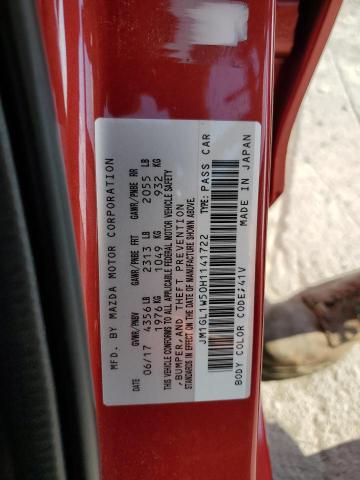 MFD. BY MAZDA MOTOR CORPORATION
DATE GVWR/PNBV GAWR/PNBE FRT GAWR/PNBE RR
06/17 4356 LB 2313 LB 2055 LB
1976 KG 1049 KG 932 KG
THIS VEHICLE CONFORMS TO ALL APPLICABLE FEDERAL MOTOR VEHICLE SAFETY
,BUMPER,AND THEFT PREVENTION
STANDARDS IN EFFECT ON THE DATE OF MANUFACTURE SHOWN ABOVE.
JM1GL1W50H1141722 TYPE: PASS CAR
BODY COLOR CODE:41V MADE IN JAPAN